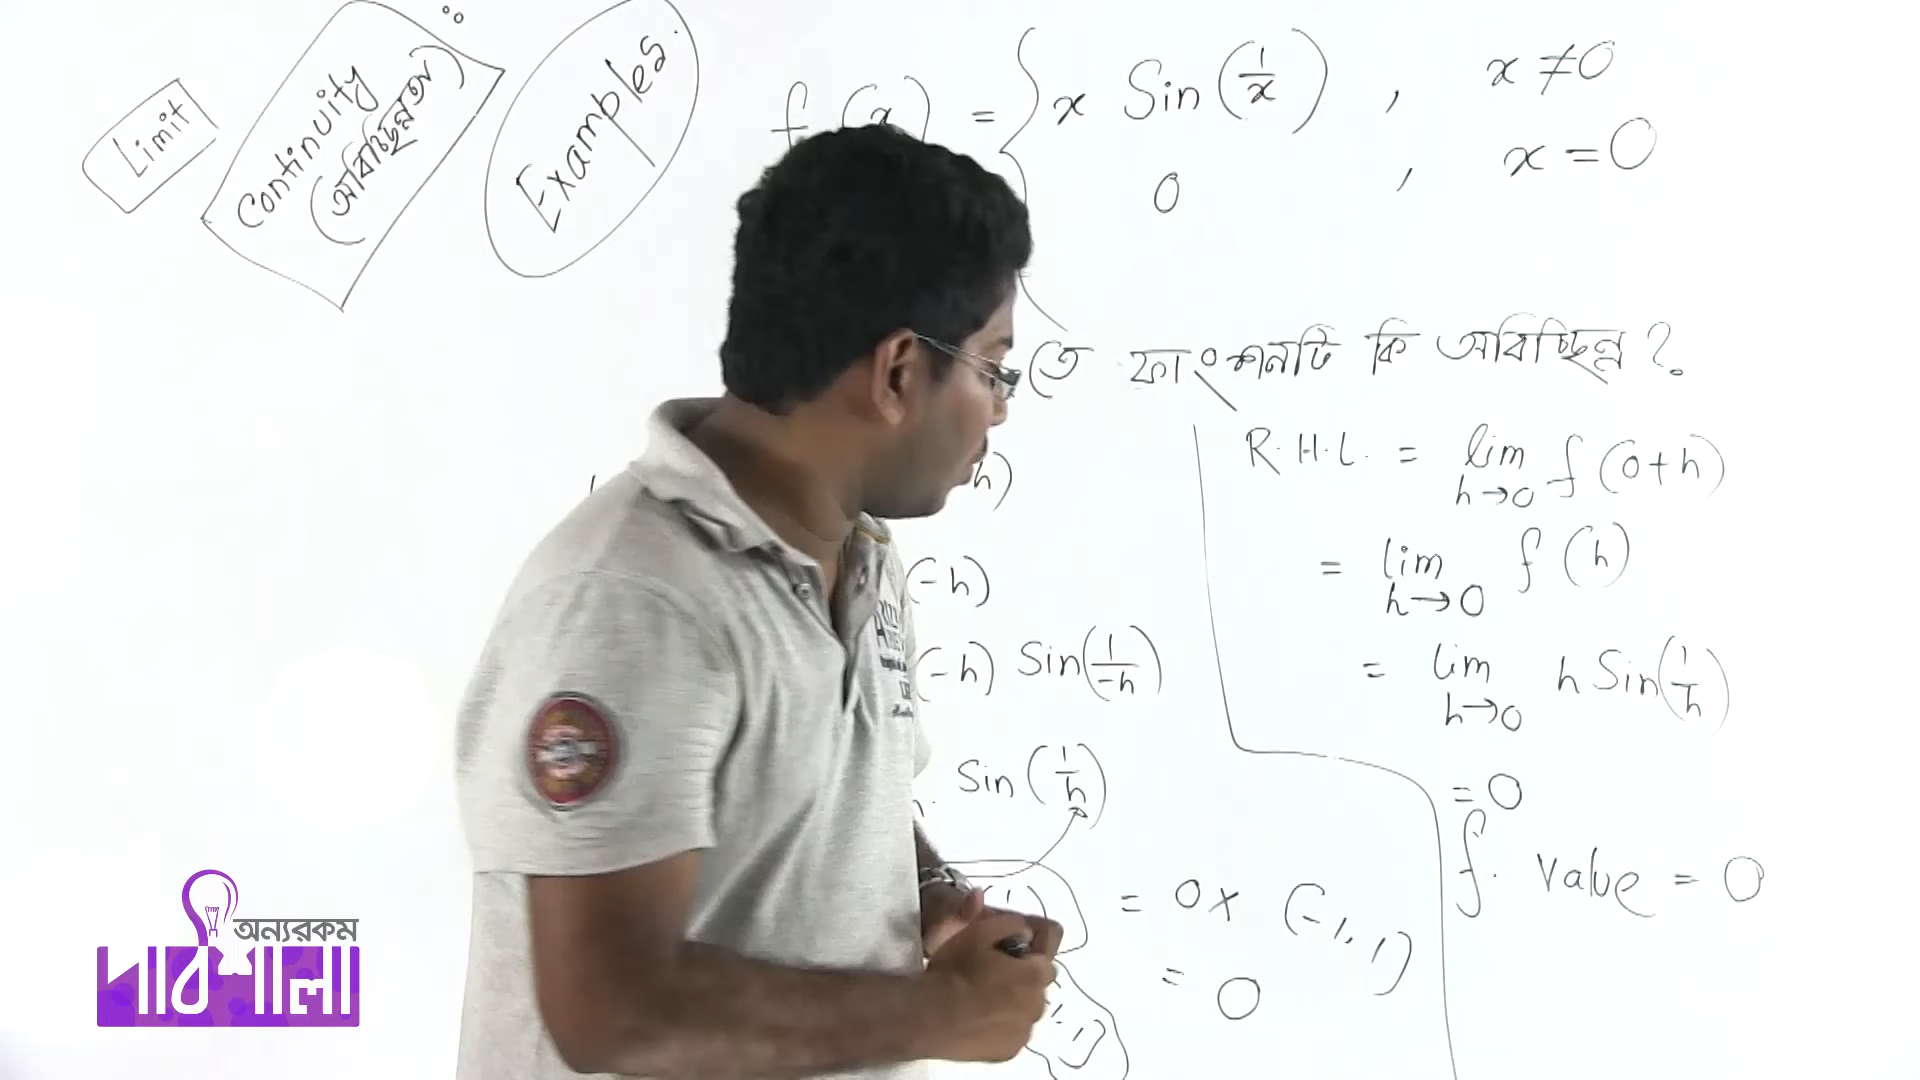 Limit
Continuity
(অবিচ্ছিন্নতা)
Examples.
f(x) = { x Sin(1/x) , x ≠ 0
0 , x = 0
তে ফাংশনটি কি অবিচ্ছিন্ন ?
h)
(-h)
(-h) Sin(1/-h)
Sin(1/h)
= 0 x (-1, 1)
= 0
R.H.L. = lim h→0 f(0+h)
= lim h→0 f(h)
= lim h→0 h Sin(1/h)
= 0
f. value = 0
অন্যরকম
পাঠশালা